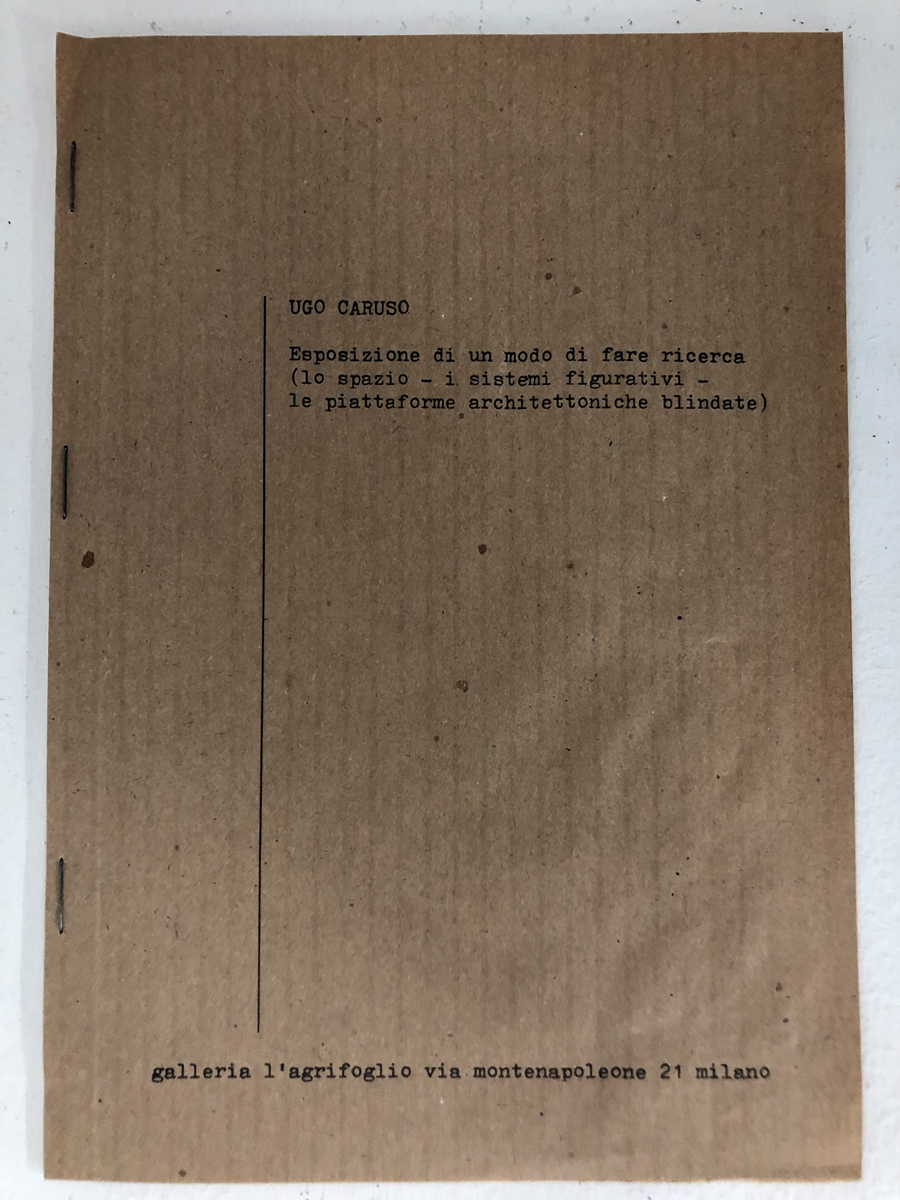 UGO CARUSO
Esposizione di un modo di fare ricerca
(lo spazio - i sistemi figurativi -
le piattaforme architettoniche blindate)
galleria l'agrifoglio via montenapoleone 21 milano